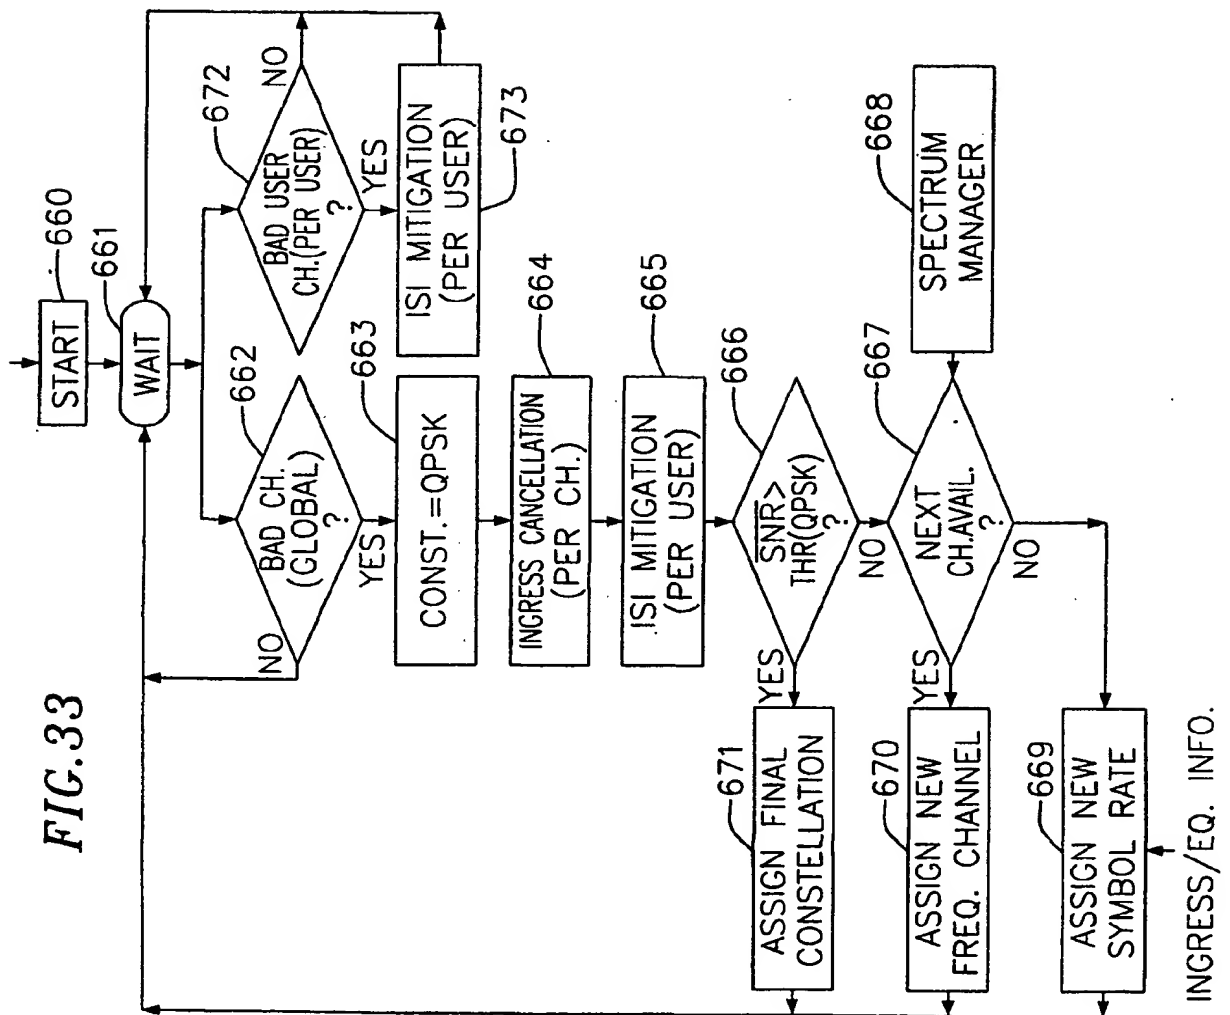 FIG.33
START
660
WAIT
661
BAD CH.
(GLOBAL)
?
662
NO
YES
BAD USER
CH.(PER USER)
?
672
NO
YES
CONST.=QPSK
663
ISI MITIGATION
(PER USER)
673
INGRESS CANCELLATION
(PER CH.)
664
ISI MITIGATION
(PER USER)
665
SNR>
THR(QPSK)
?
666
YES
NO
ASSIGN FINAL
CONSTELLATION
671
NEXT
CH.AVAIL.
?
667
YES
NO
SPECTRUM
MANAGER
668
ASSIGN NEW
FREQ. CHANNEL
670
ASSIGN NEW
SYMBOL RATE
669
INGRESS/EQ. INFO.